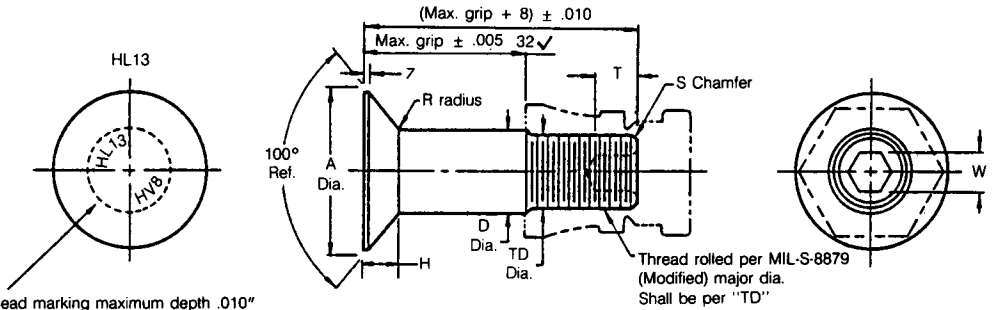 (Max. grip + 8) ± .010
Max. grip ± .005 32
HL13
7
T
S Chamfer
R radius
100°
Ref.
A
Dia.
HL13
HV8
W
D
Dia.
TD
Dia.
H
Thread rolled per MIL-S-8879
(Modified) major dia.
Shall be per "TD"
ead marking maximum depth .010"